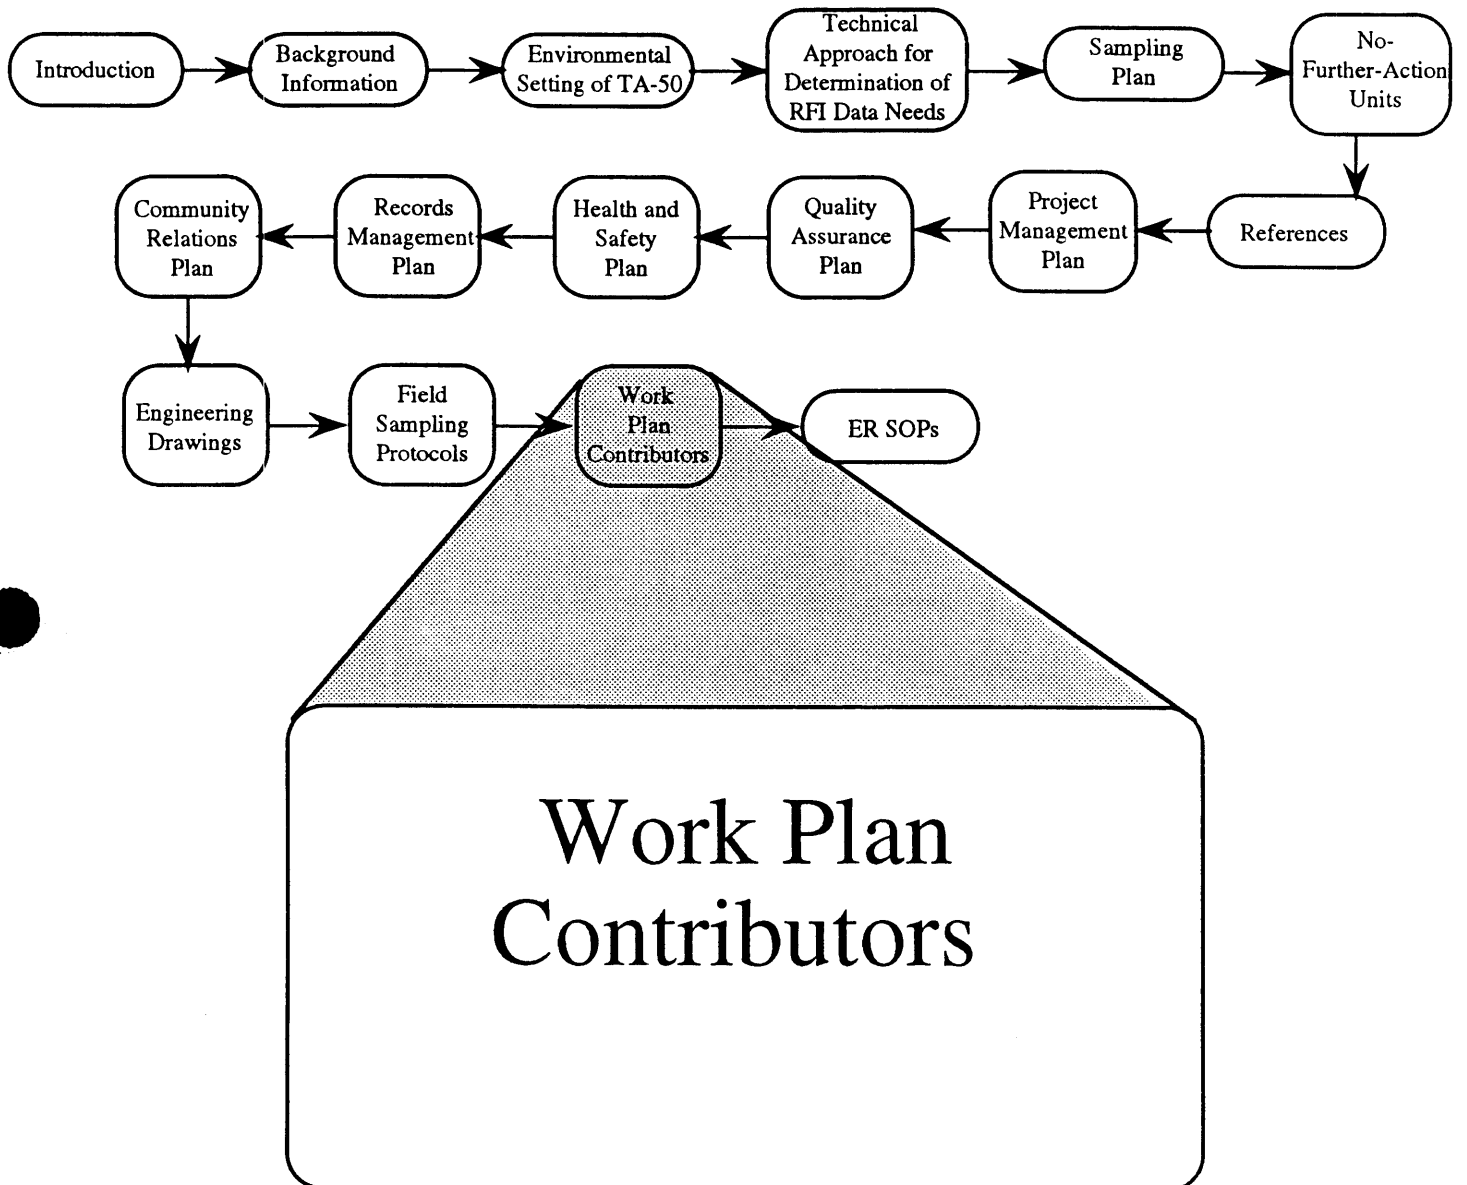 Introduction
Background
Information
Environmental
Setting of TA-50
Technical
Approach for
Determination of
RFI Data Needs
Sampling
Plan
No-
Further-Action
Units
Community
Relations
Plan
Records
Management
Plan
Health and
Safety
Plan
Quality
Assurance
Plan
Project
Management
Plan
References
Engineering
Drawings
Field
Sampling
Protocols
Work
Plan
Contributors
ER SOPs
Work Plan
Contributors